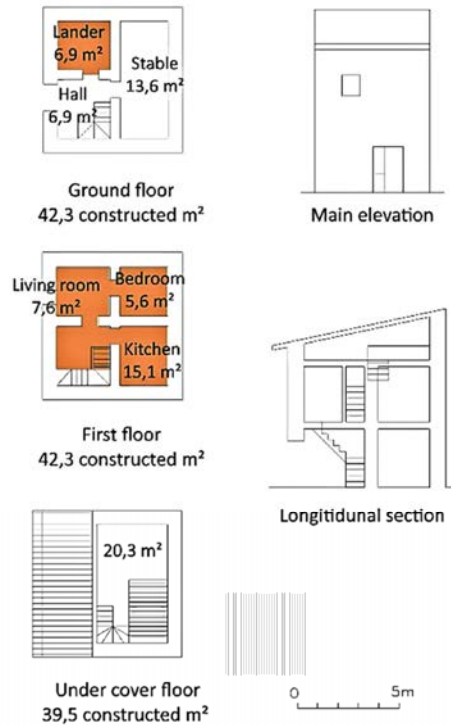 Lander
6,9 m²
Stable
13,6 m²
Hall
6,9 m²
Ground floor
42,3 constructed m²
Main elevation
Living room
7,6 m²
Bedroom
5,6 m²
Kitchen
15,1 m²
First floor
42,3 constructed m²
Longitidunal section
20,3 m²
Under cover floor
39,5 constructed m²
0 5m